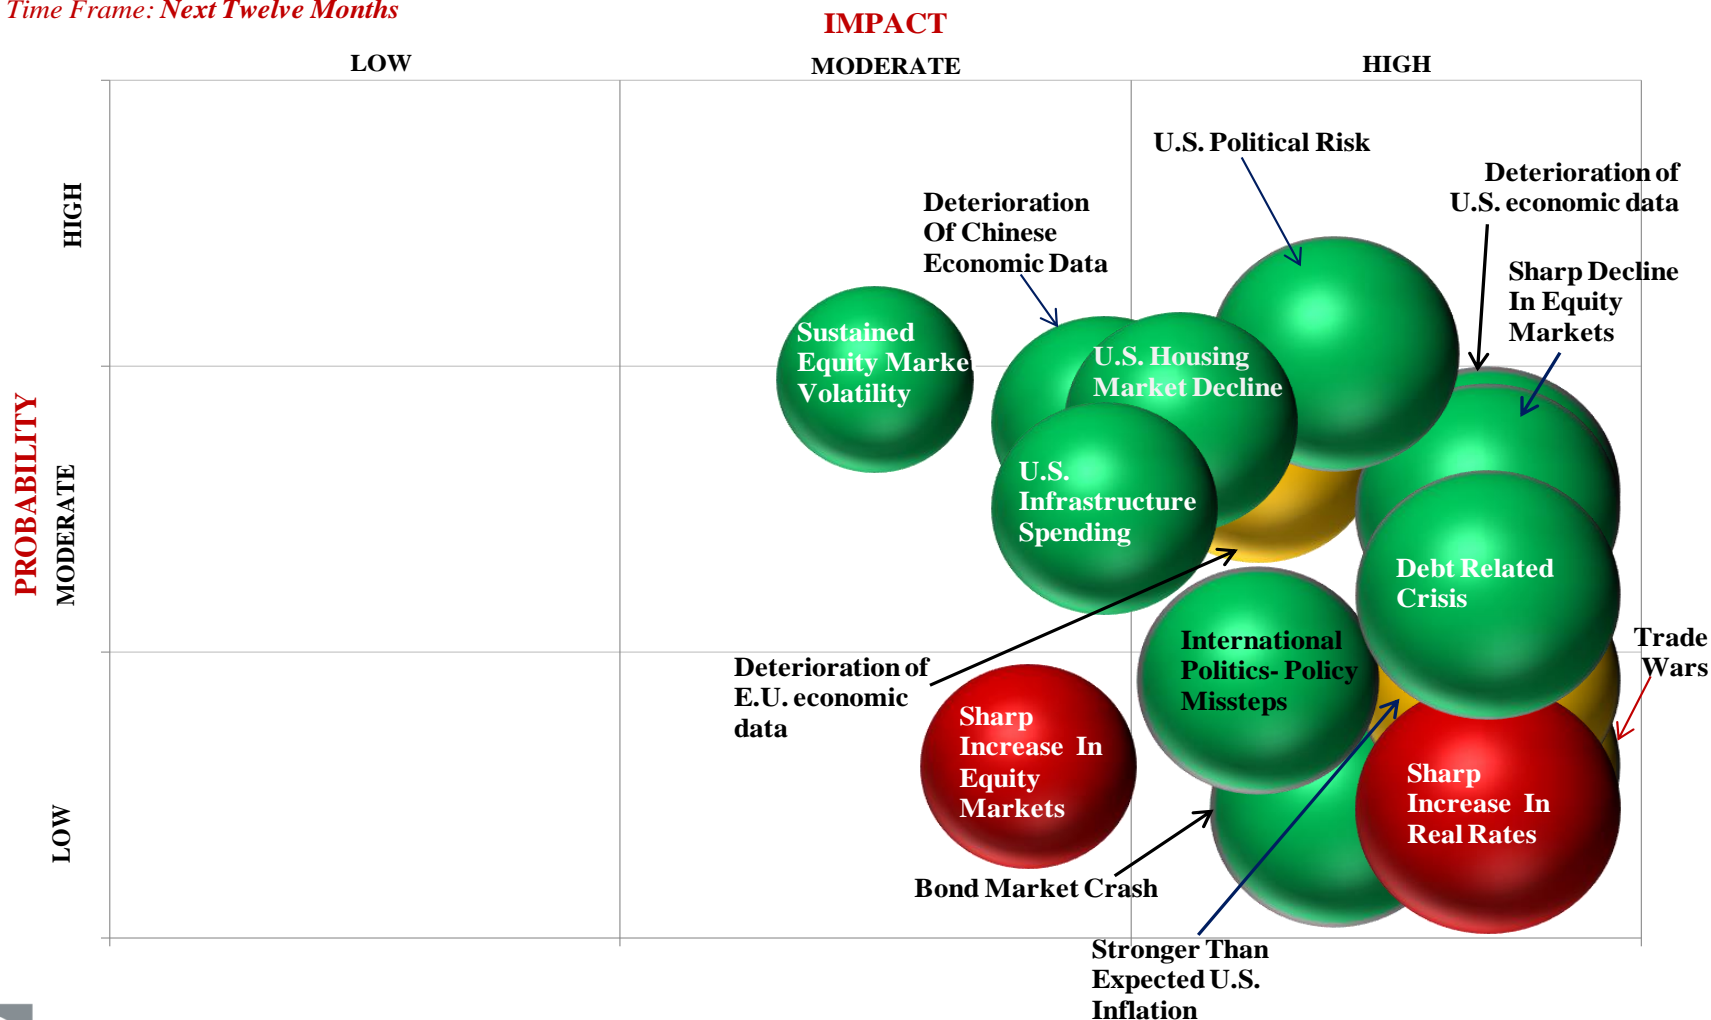 Time Frame: Next Twelve Months
IMPACT
LOW
MODERATE
HIGH
PROBABILITY
HIGH
MODERATE
LOW
U.S. Political Risk
Deterioration of
U.S. economic data
Deterioration
Of Chinese
Economic Data
Sharp Decline
In Equity
Markets
Sustained
Equity Market
Volatility
U.S. Housing
Market Decline
U.S.
Infrastructure
Spending
Debt Related
Crisis
International
Politics- Policy
Missteps
Trade
Wars
Deterioration of
E.U. economic
data
Sharp
Increase In
Equity
Markets
Sharp
Increase In
Real Rates
Bond Market Crash
Stronger Than
Expected U.S.
Inflation